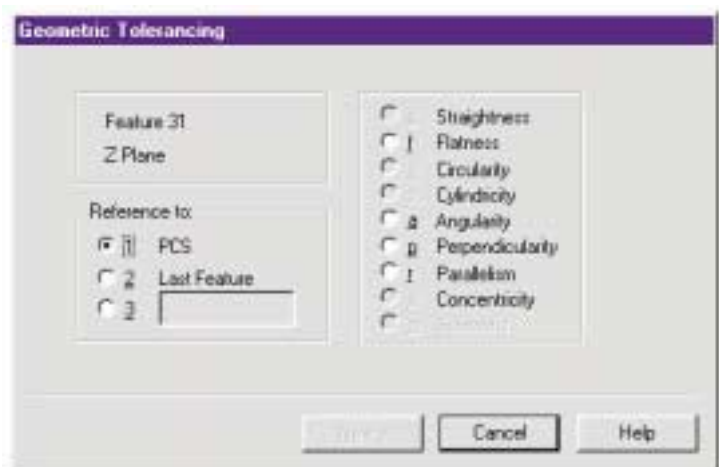 Geometric Tolerancing
Feature 31
Z Plane
Reference to:
1 PCS
2 Last Feature
3
Straightness
f Flatness
Circularity
Cylindricity
a Angularity
p Perpendicularity
r Parallelism
Concentricity
Cancel
Help